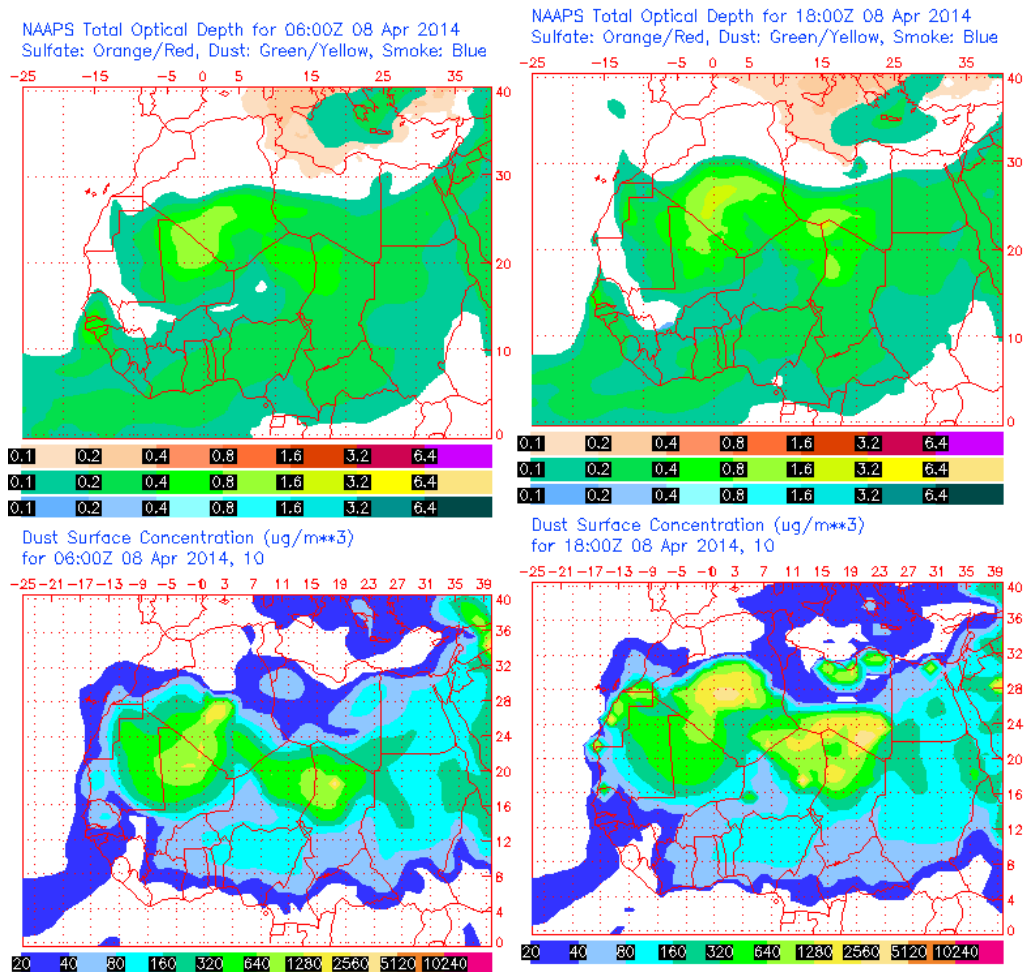 NAAPS Total Optical Depth for 06:00Z 08 Apr 2014
Sulfate: Orange/Red, Dust: Green/Yellow, Smoke: Blue
-25 -15 -5 0 5 15 25 35
40
30
20
10
0
0.1 0.2 0.4 0.8 1.6 3.2 6.4
0.1 0.2 0.4 0.8 1.6 3.2 6.4
0.1 0.2 0.4 0.8 1.6 3.2 6.4
NAAPS Total Optical Depth for 18:00Z 08 Apr 2014
Sulfate: Orange/Red, Dust: Green/Yellow, Smoke: Blue
-25 -15 -5 0 5 15 25 35
40
30
20
10
0
0.1 0.2 0.4 0.8 1.6 3.2 6.4
0.1 0.2 0.4 0.8 1.6 3.2 6.4
0.1 0.2 0.4 0.8 1.6 3.2 6.4
Dust Surface Concentration (ug/m**3)
for 06:00Z 08 Apr 2014, 10
-25 -21 -17 -13 -9 -5 0 3 7 11 15 19 23 27 31 35 39
40
36
32
28
24
20
16
12
8
4
0
20 40 80 160 320 640 1280 2560 5120 10240
Dust Surface Concentration (ug/m**3)
for 18:00Z 08 Apr 2014, 10
-25 -21 -17 -13 -9 -5 0 3 7 11 15 19 23 27 31 35 39
40
36
32
28
24
20
16
12
8
4
0
20 40 80 160 320 640 1280 2560 5120 10240